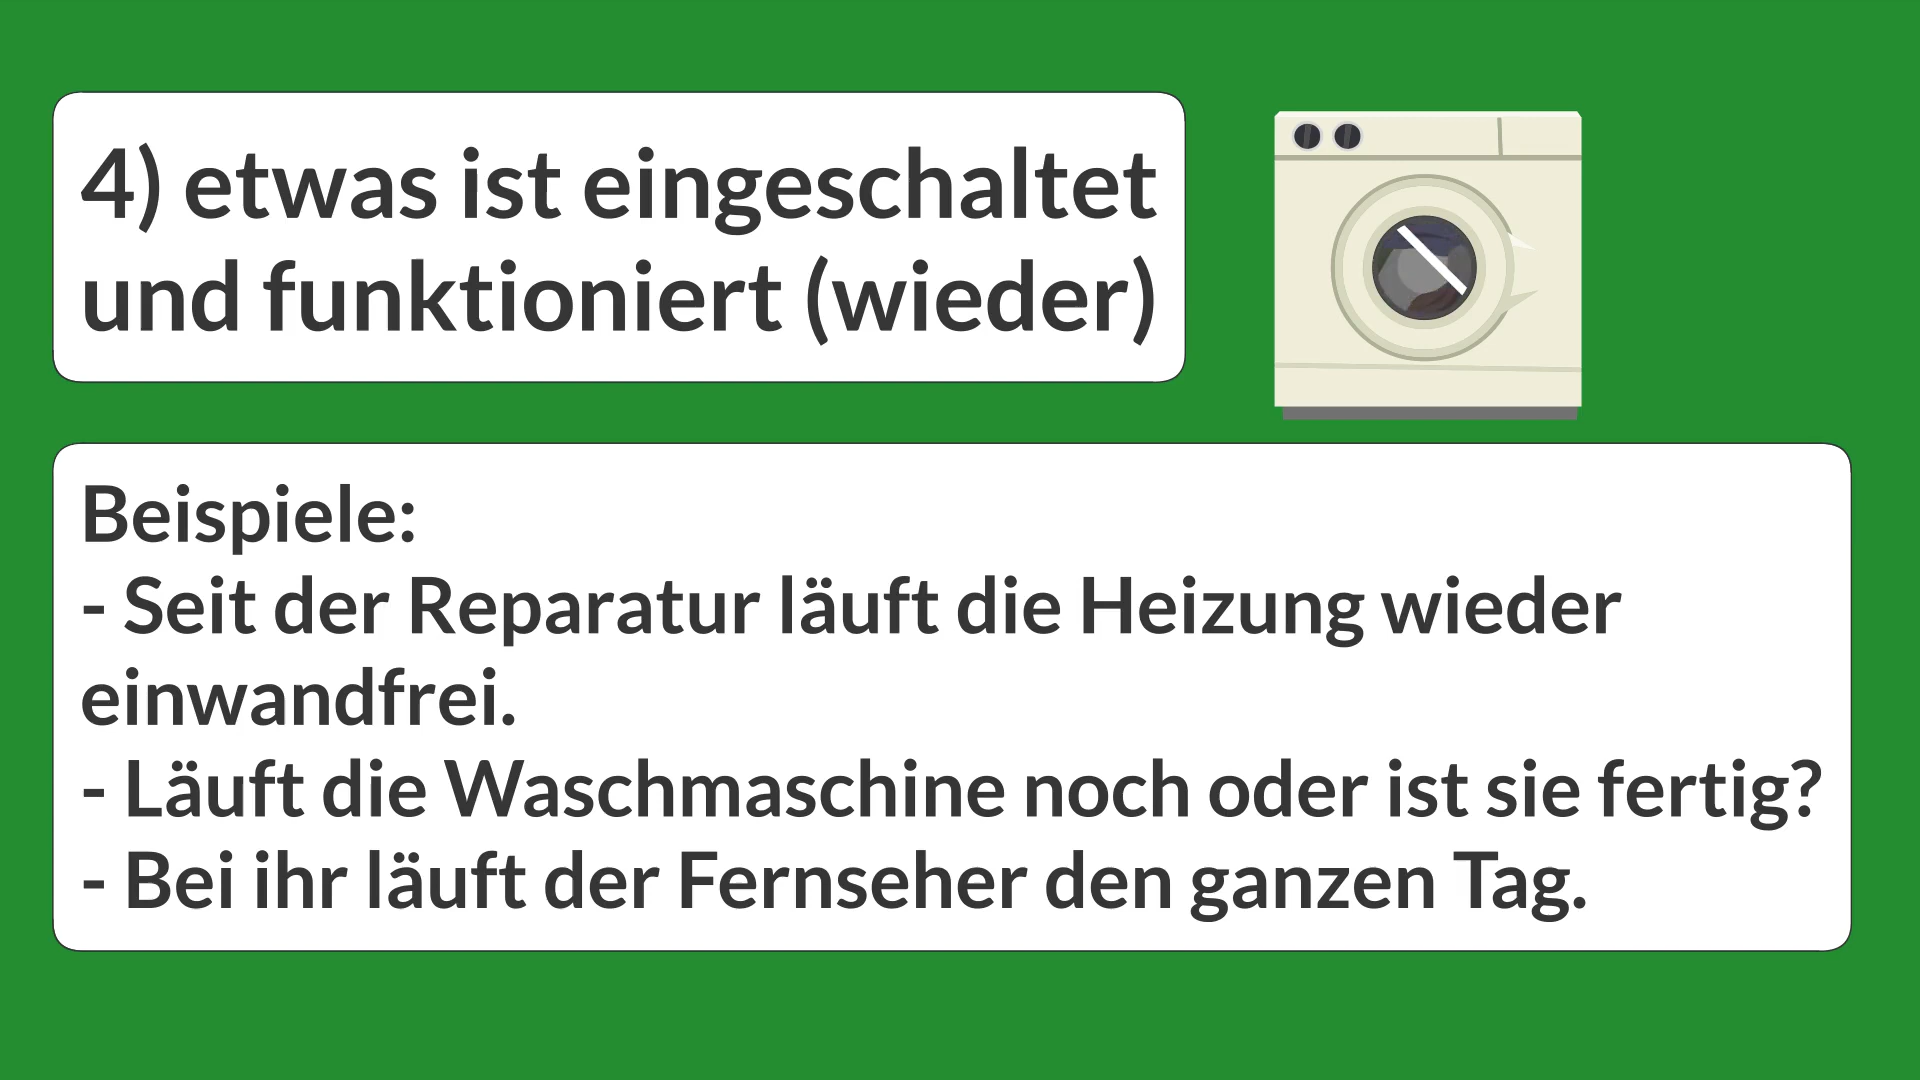 4) etwas ist eingeschaltet
und funktioniert (wieder)
Beispiele:
- Seit der Reparatur läuft die Heizung wieder
einwandfrei.
- Läuft die Waschmaschine noch oder ist sie fertig?
- Bei ihr läuft der Fernseher den ganzen Tag.